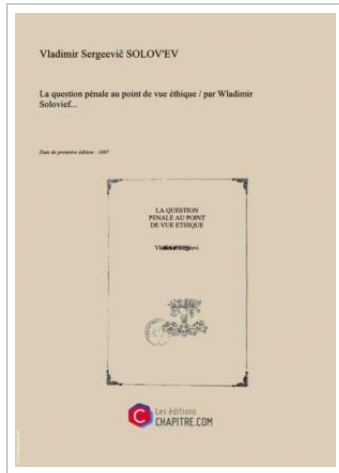 Vladimir Sergeevič SOLOV'EV
La question pénale au point de vue éthique / par Wladimir
Solovief...
Date de première édition : 1897
LA QUESTION
PENALE AU POINT
DE VUE ETHIQUE
Les éditions
CHAPITRE.COM